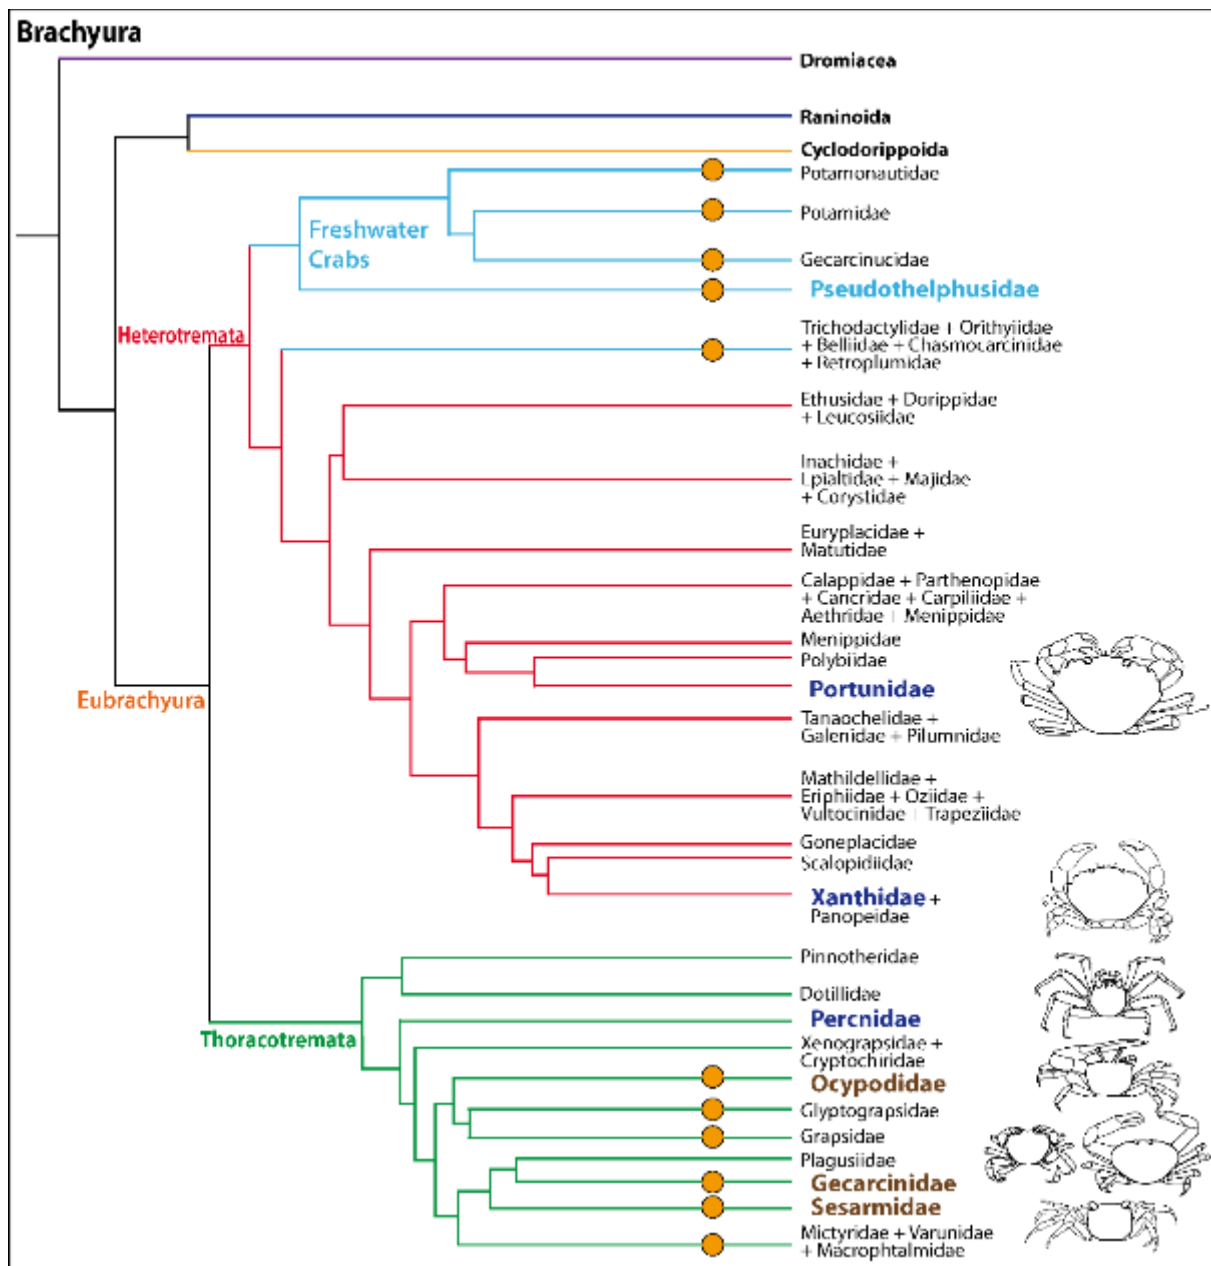 Brachyura
Dromiacea
Raninoida
Cyclodorippoida
Potamonautidae
Potamidae
Freshwater
Crabs
Gecarcinucidae
Pseudothelphusidae
Heterotremata
Trichodactylidae + Orithyiidae
+ Belliidae + Chasmocarcinidae
+ Retroplumidae
Ethusidae + Dorippidae
+ Leucosiidae
Inachidae +
Epialtidae + Majidae
+ Corystidae
Euryplacidae +
Matutidae
Calappidae + Parthenopidae
+ Cancridae + Carpiliidae +
Aethridae + Menippidae
Menippidae
Polybiidae
Portunidae
Eubrachyura
Tanaochelidae +
Galenidae + Pilumnidae
Mathildellidae +
Eriphiidae + Oziidae +
Vultocinidae + Trapeziidae
Goneplacidae
Scalopidiidae
Xanthidae +
Panopeidae
Pinnotheridae
Dotillidae
Percnidae
Thoracotremata
Xenograpsidae +
Cryptochiridae
Ocypodidae
Glyptograpsidae
Grapsidae
Plagusiidae
Gecarcinidae
Sesarmidae
Mictyridae + Varunidae
+ Macrophtalmidae